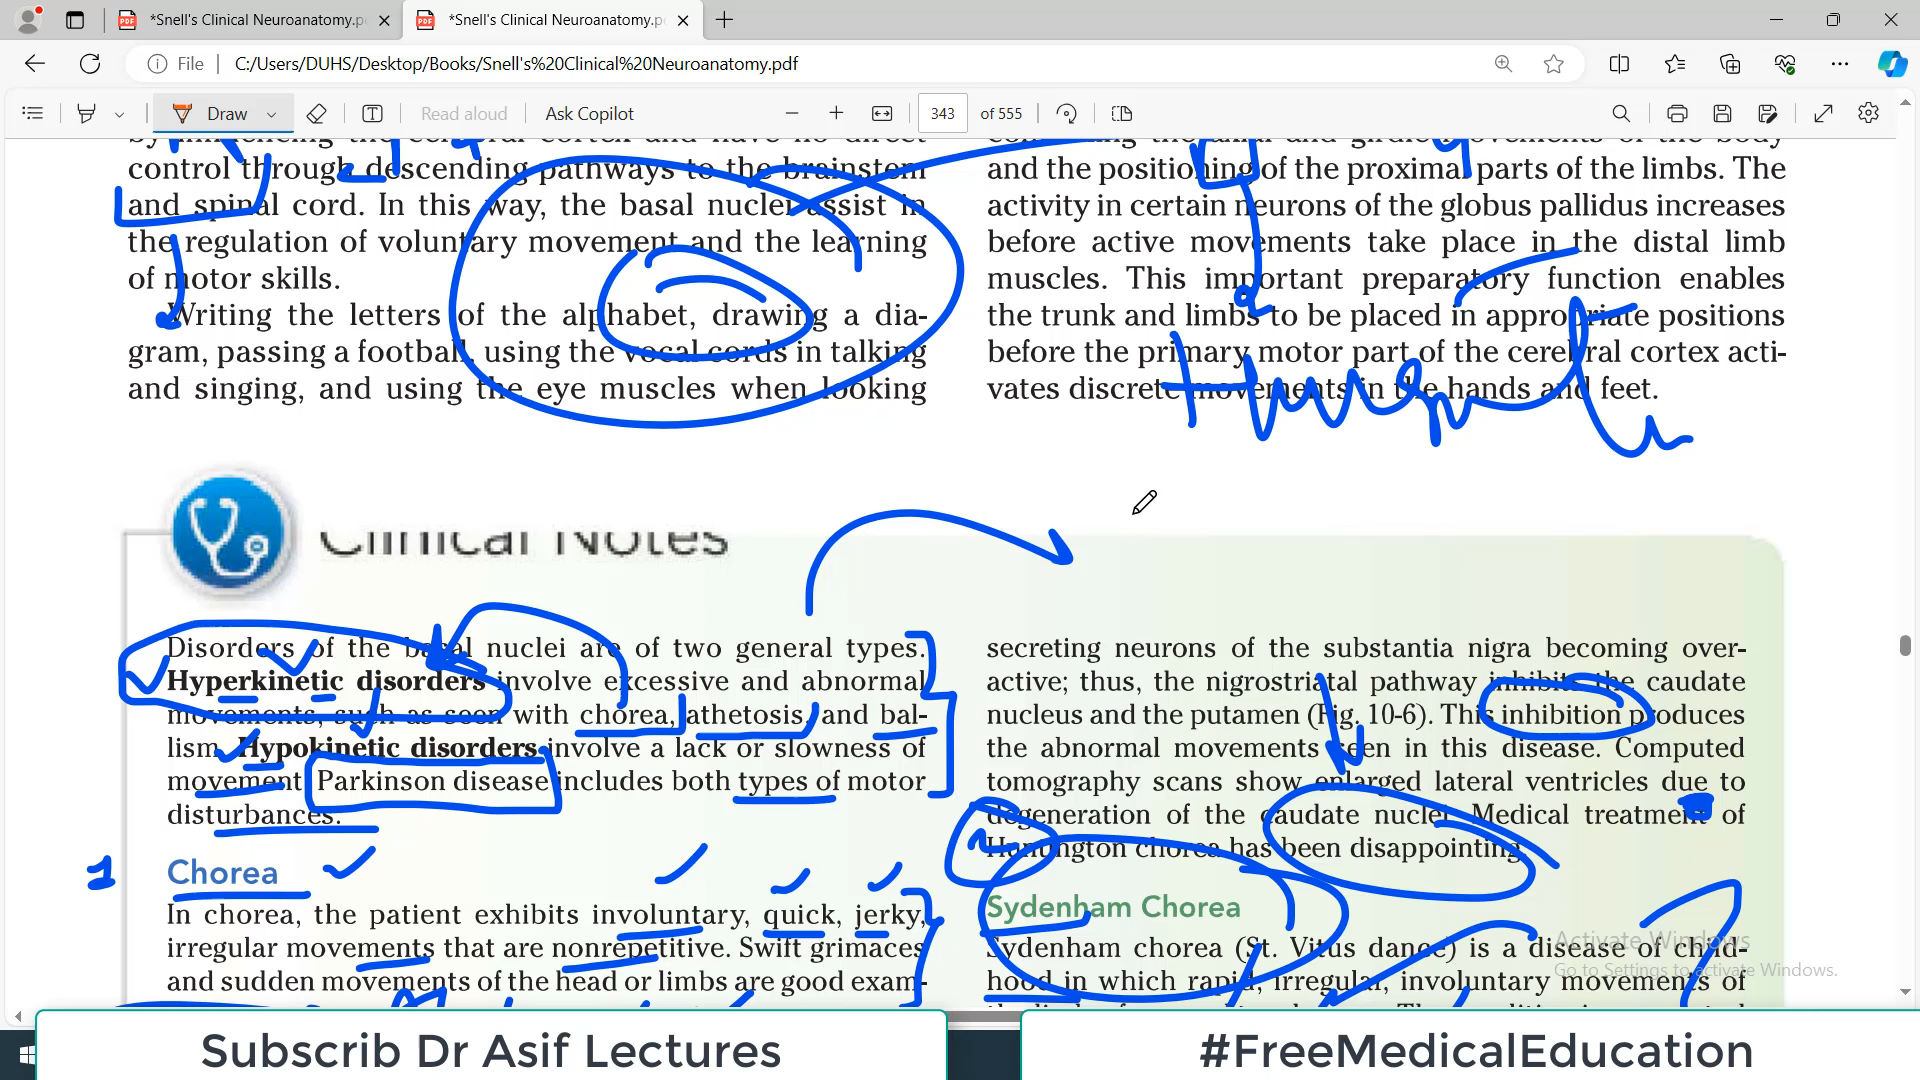 *Snell's Clinical Neuroanatomy.p
*Snell's Clinical Neuroanatomy.p
File
C:/Users/DUHS/Desktop/Books/Snell's%20Clinical%20Neuroanatomy.pdf
Draw
Read aloud
Ask Copilot
343
of 555
control through descending pathways to the brainstem
and spinal cord. In this way, the basal nuclei assist in
the regulation of voluntary movement and the learning
of motor skills.
Writing the letters of the alphabet, drawing a dia-
gram, passing a football, using the vocal cords in talking
and singing, and using the eye muscles when looking
and the positioning of the proximal parts of the limbs. The
activity in certain neurons of the globus pallidus increases
before active movements take place in the distal limb
muscles. This important preparatory function enables
the trunk and limbs to be placed in appropriate positions
before the primary motor part of the cerebral cortex acti-
vates discrete movements in the hands and feet.
Clinical Notes
Disorders of the basal nuclei are of two general types.
Hyperkinetic disorders involve excessive and abnormal
movements, such as seen with chorea, athetosis, and bal-
lism. Hypokinetic disorders involve a lack or slowness of
movement. Parkinson disease includes both types of motor
disturbances.
1
Chorea
In chorea, the patient exhibits involuntary, quick, jerky,
irregular movements that are nonrepetitive. Swift grimaces
and sudden movements of the head or limbs are good exam-
secreting neurons of the substantia nigra becoming over-
active; thus, the nigrostriatal pathway inhibits the caudate
nucleus and the putamen (Fig. 10-6). This inhibition produces
the abnormal movements seen in this disease. Computed
tomography scans show enlarged lateral ventricles due to
degeneration of the caudate nuclei. Medical treatment of
Huntington chorea has been disappointing.
Sydenham Chorea
Sydenham chorea (St. Vitus dance) is a disease of child-
hood in which rapid, irregular, involuntary movements of
Activate Windows
Go to Settings to activate Windows.
Subscrib Dr Asif Lectures
#FreeMedicalEducation